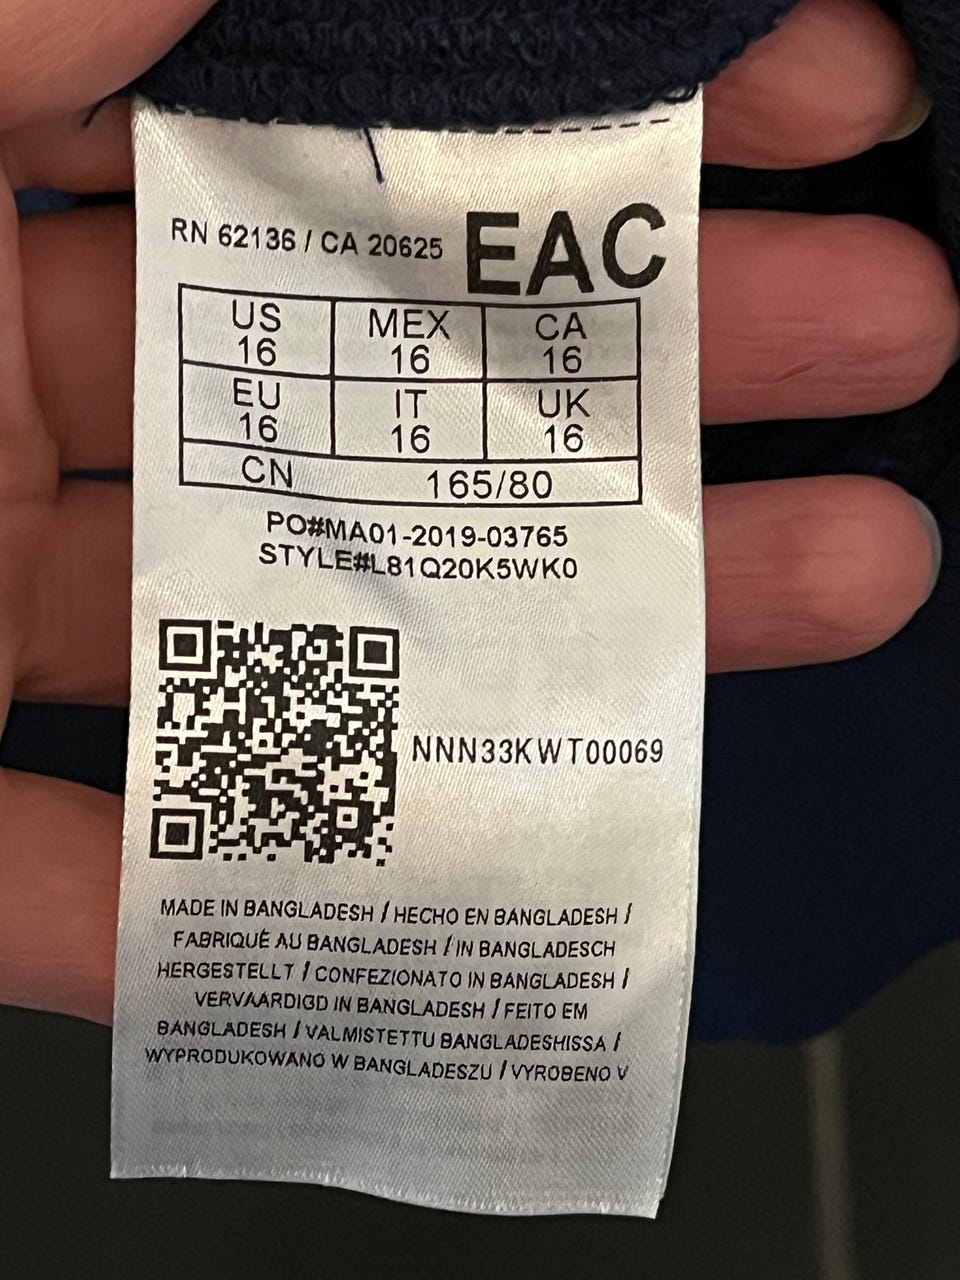 RN 62136 / CA 20625 EAC
US MEX CA
16 16 16
EU IT UK
16 16 16
CN 165/80
PO#MA01-2019-03765
STYLE#L81Q20K5WK0
NNN33KWT00069
MADE IN BANGLADESH / HECHO EN BANGLADESH /
FABRIQUÉ AU BANGLADESH / IN BANGLADESCH
HERGESTELLT / CONFEZIONATO IN BANGLADESH /
VERVAARDIGD IN BANGLADESH / FEITO EM
BANGLADESH / VALMISTETTU BANGLADESHISSA /
WYPRODUKOWANO W BANGLADESZU / VYROBENO V